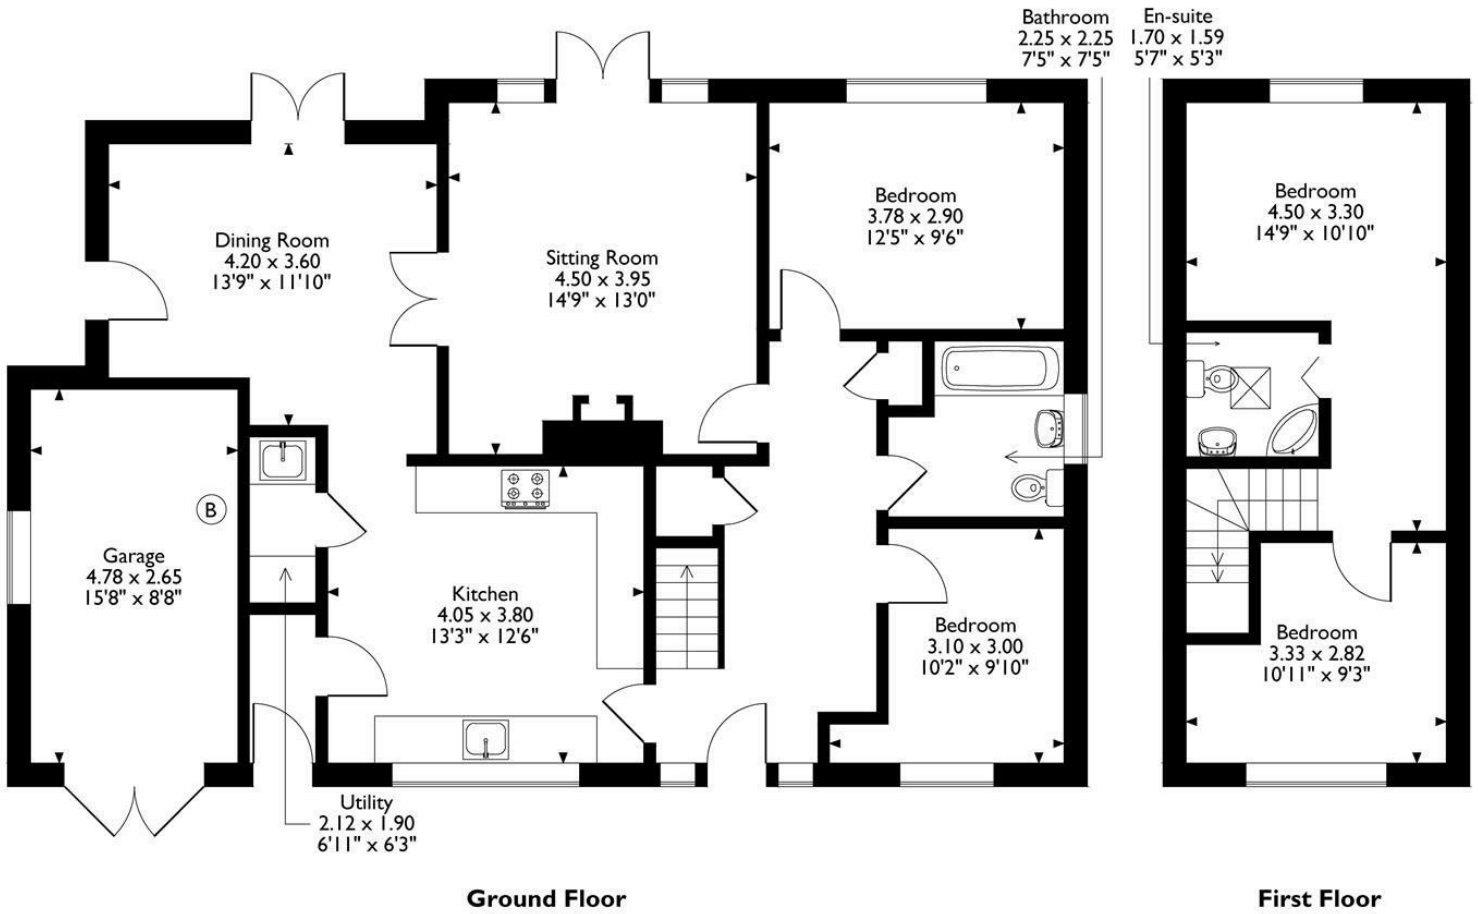 Bathroom
2.25 x 2.25
7'5" x 7'5"
En-suite
1.70 x 1.59
5'7" x 5'3"
Dining Room
4.20 x 3.60
13'9" x 11'10"
Sitting Room
4.50 x 3.95
14'9" x 13'0"
Bedroom
3.78 x 2.90
12'5" x 9'6"
Bedroom
4.50 x 3.30
14'9" x 10'10"
B
Garage
4.78 x 2.65
15'8" x 8'8"
Kitchen
4.05 x 3.80
13'3" x 12'6"
Bedroom
3.10 x 3.00
10'2" x 9'10"
Bedroom
3.33 x 2.82
10'11" x 9'3"
Utility
2.12 x 1.90
6'11" x 6'3"
Ground Floor
First Floor